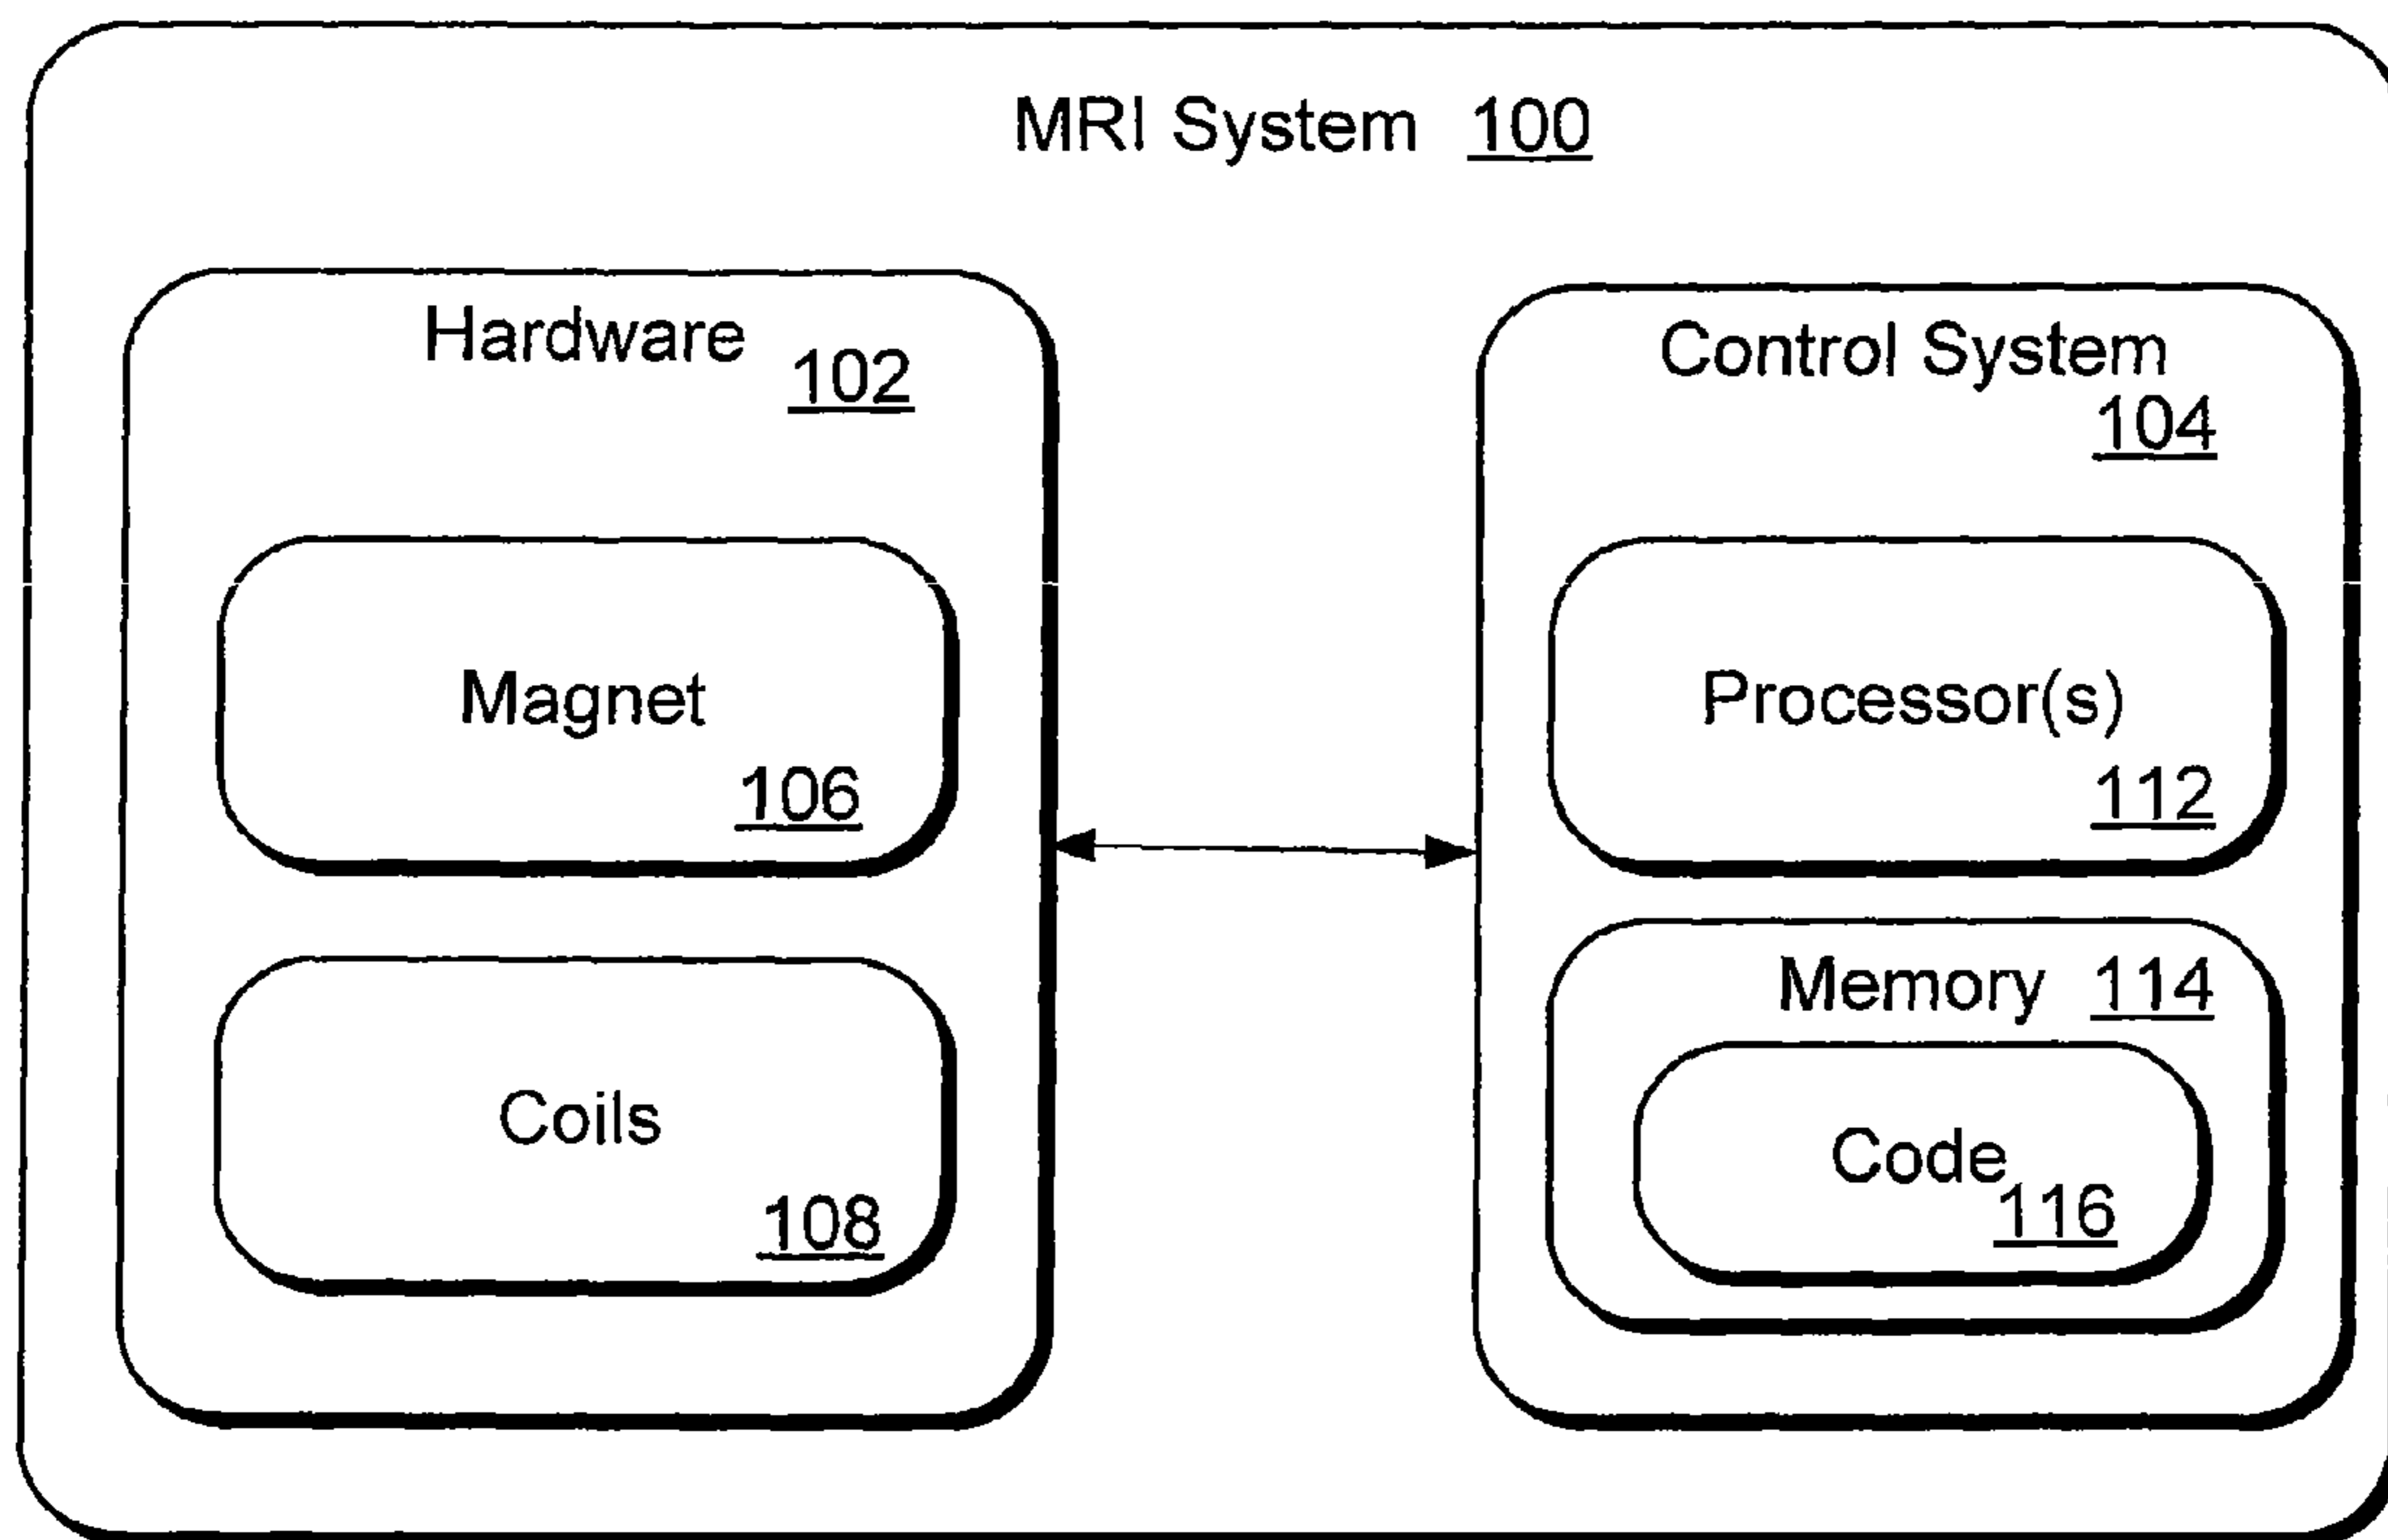 MRI System 100
Hardware
102
Control System
104
Magnet
106
Processor(s)
112
Coils
108
Memory 114
Code
116